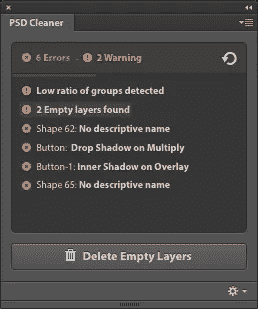 PSD Cleaner
6 Errors - 2 Warning
Low ratio of groups detected
2 Empty layers found
Shape 62: No descriptive name
Button: Drop Shadow on Multiply
Button-1: Inner Shadow on Overlay
Shape 65: No descriptive name
Delete Empty Layers